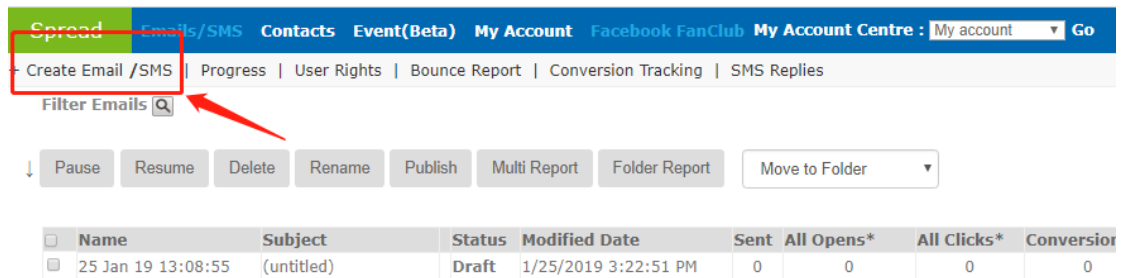 Spread Emails/SMS Contacts Event(Beta) My Account Facebook FanClub My Account Centre : My account Go
+ Create Email /SMS | Progress | User Rights | Bounce Report | Conversion Tracking | SMS Replies
Filter Emails
↓ Pause Resume Delete Rename Publish Multi Report Folder Report Move to Folder
Name Subject Status Modified Date Sent All Opens* All Clicks* Conversion
25 Jan 19 13:08:55 (untitled) Draft 1/25/2019 3:22:51 PM 0 0 0 0